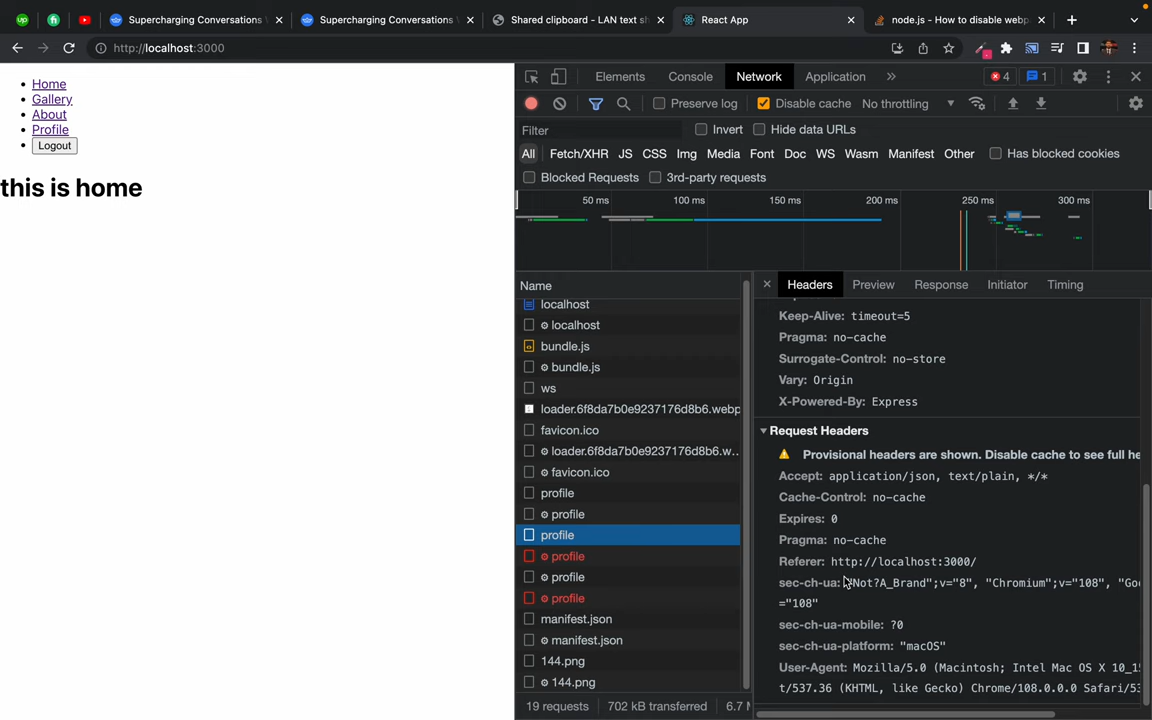 Supercharging Conversations
Supercharging Conversations
Shared clipboard - LAN text sh
React App
node.js - How to disable webp
http://localhost:3000
Home
Gallery
About
Profile
Logout
this is home
Elements
Console
Network
Application
4
1
Preserve log
Disable cache
No throttling
Filter
Invert
Hide data URLs
All
Fetch/XHR
JS
CSS
Img
Media
Font
Doc
WS
Wasm
Manifest
Other
Has blocked cookies
Blocked Requests
3rd-party requests
50 ms
100 ms
150 ms
200 ms
250 ms
300 ms
Name
localhost
localhost
bundle.js
bundle.js
ws
loader.6f8da7b0e9237176d8b6.webp
favicon.ico
loader.6f8da7b0e9237176d8b6.w...
favicon.ico
profile
profile
profile
profile
profile
profile
manifest.json
manifest.json
144.png
144.png
19 requests
702 kB transferred
6.7
Headers
Preview
Response
Initiator
Timing
Keep-Alive: timeout=5
Pragma: no-cache
Surrogate-Control: no-store
Vary: Origin
X-Powered-By: Express
Request Headers
Provisional headers are shown. Disable cache to see full he
Accept: application/json, text/plain, */*
Cache-Control: no-cache
Expires: 0
Pragma: no-cache
Referer: http://localhost:3000/
sec-ch-ua: "Not?A_Brand";v="8", "Chromium";v="108", "Goo
="108"
sec-ch-ua-mobile: ?0
sec-ch-ua-platform: "macOS"
User-Agent: Mozilla/5.0 (Macintosh; Intel Mac OS X 10_15
t/537.36 (KHTML, like Gecko) Chrome/108.0.0.0 Safari/53